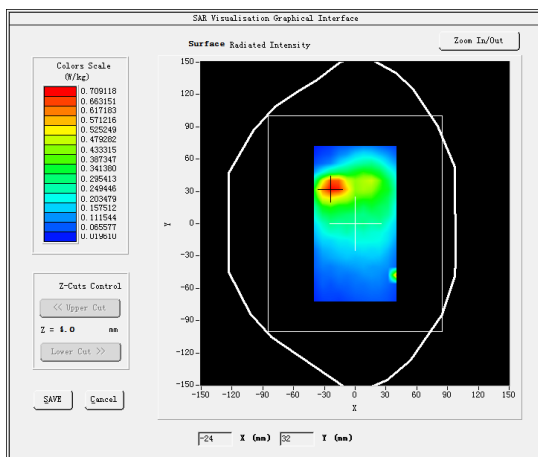 SAR Visualisation Graphical Interface
Surface Radiated Intensity
Zoom In/Out
Colors Scale
(W/kg)
0.709118
0.663151
0.617183
0.571216
0.525249
0.479282
0.433315
0.387347
0.341380
0.295413
0.249446
0.203479
0.157512
0.111544
0.065577
0.019610
Z-Cuts Control
<< Upper Cut
Z = 4.0 mm
Lower Cut >>
SAVE Cancel
150-
120-
90-
60-
30-
0-
-30-
-60-
-90-
-120-
-150-
Y
-150 -120 -90 -60 -30 0 30 60 90 120 150
X
-24 X (mm) 32 Y (mm)